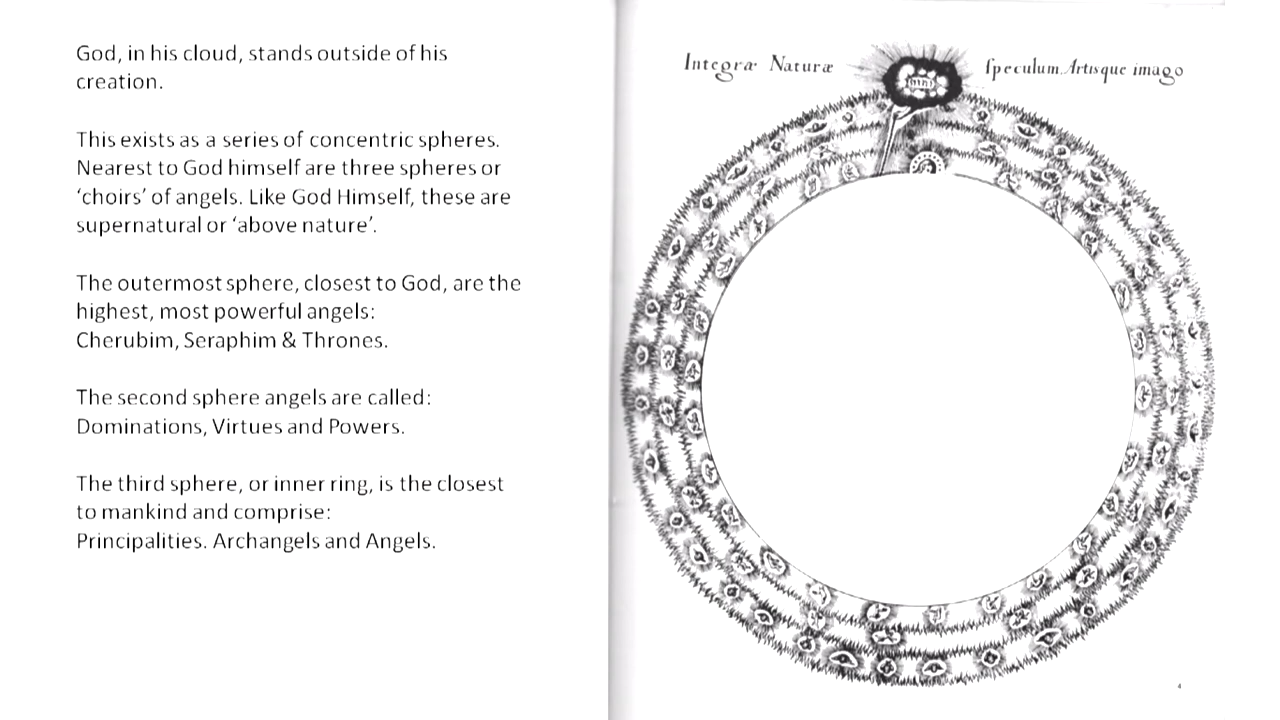 God, in his cloud, stands outside of his
creation.
This exists as a series of concentric spheres.
Nearest to God himself are three spheres or
‘choirs’ of angels. Like God Himself, these are
supernatural or ‘above nature’.
The outermost sphere, closest to God, are the
highest, most powerful angels:
Cherubim, Seraphim & Thrones.
The second sphere angels are called:
Dominations, Virtues and Powers.
The third sphere, or inner ring, is the closest
to mankind and comprise:
Principalities. Archangels and Angels.
Integræ Naturæ ſpeculum Artisque imago
4